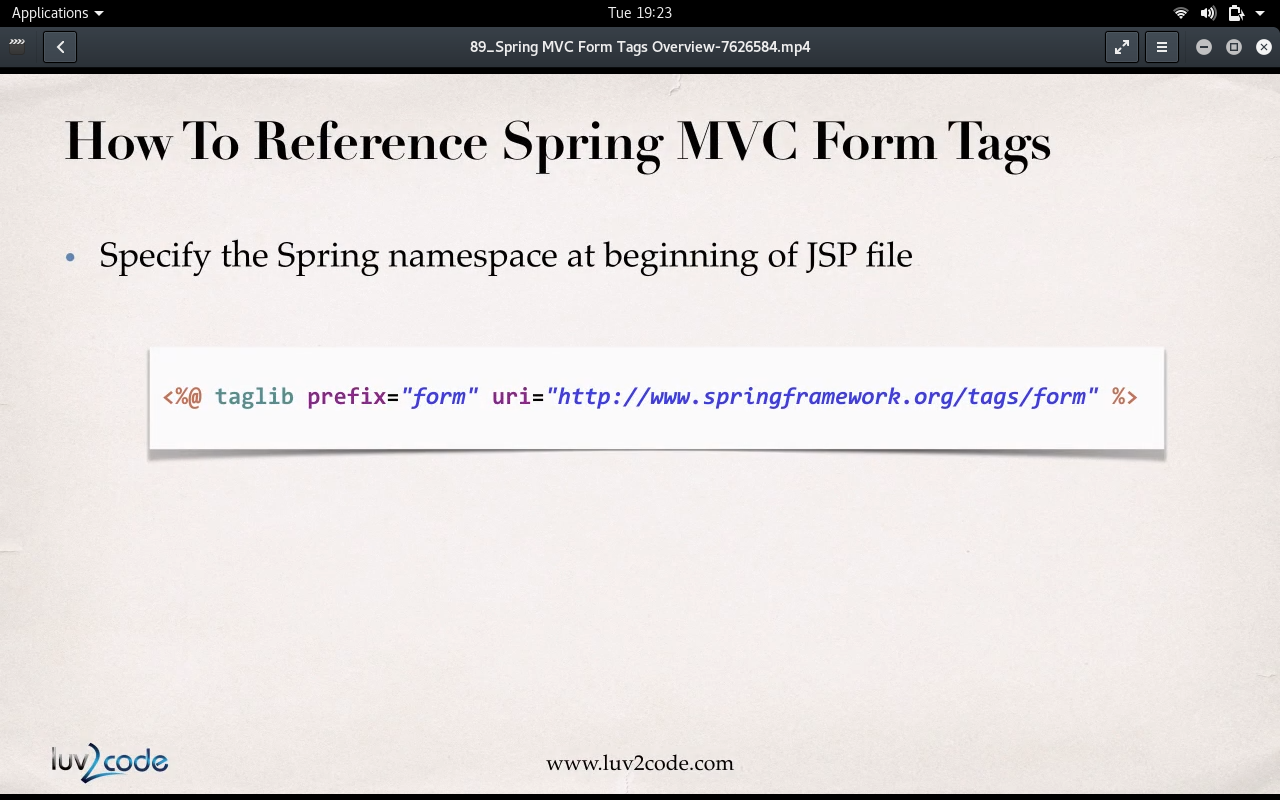 Applications
Tue 19:23
89_Spring MVC Form Tags Overview-7626584.mp4
How To Reference Spring MVC Form Tags
• Specify the Spring namespace at beginning of JSP file
<%@ taglib prefix="form" uri="http://www.springframework.org/tags/form" %>
luv2code
www.luv2code.com